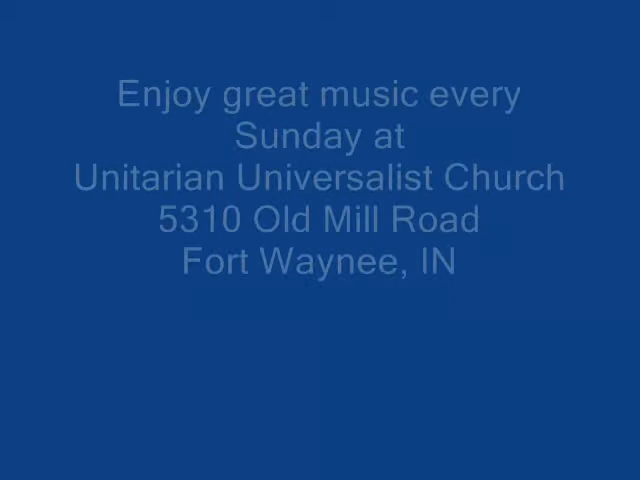 Enjoy great music every
Sunday at
Unitarian Universalist Church
5310 Old Mill Road
Fort Waynee, IN